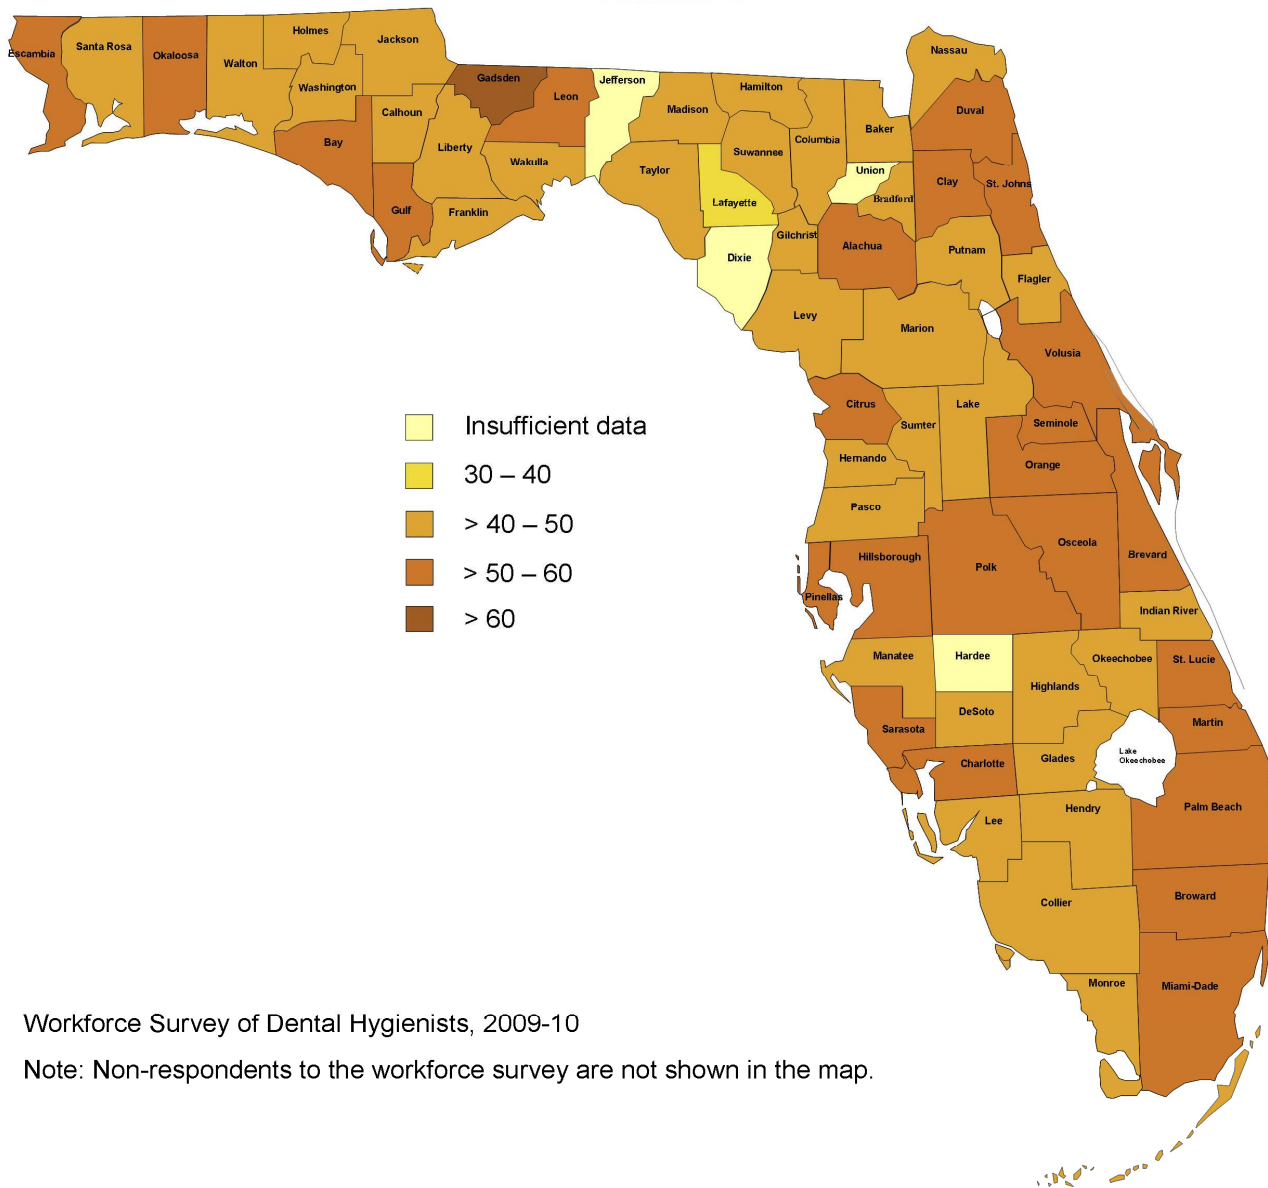 Holmes
Jackson
Santa Rosa
Escambia
Okaloosa
Walton
Washington
Nassau
Gadsden
Jefferson
Leon
Hamilton
Madison
Duval
Calhoun
Baker
Columbia
Bay
Liberty
Suwannee
Wakulla
Taylor
Union
Clay
St. Johns
Bradford
Lafayette
Gulf
Franklin
Gilchrist
Alachua
Putnam
Dixie
Flagler
Levy
Marion
Volusia
Citrus
Lake
Sumter
Seminole
Insufficient data
Hernando
Orange
30 – 40
Pasco
> 40 – 50
Osceola
Brevard
Hillsborough
Polk
> 50 – 60
Pinellas
Indian River
> 60
Manatee
Hardee
Okeechobee
St. Lucie
Highlands
DeSoto
Martin
Sarasota
Lake
Okeechobee
Glades
Charlotte
Palm Beach
Hendry
Lee
Broward
Collier
Monroe
Miami-Dade
Workforce Survey of Dental Hygienists, 2009-10
Note: Non-respondents to the workforce survey are not shown in the map.